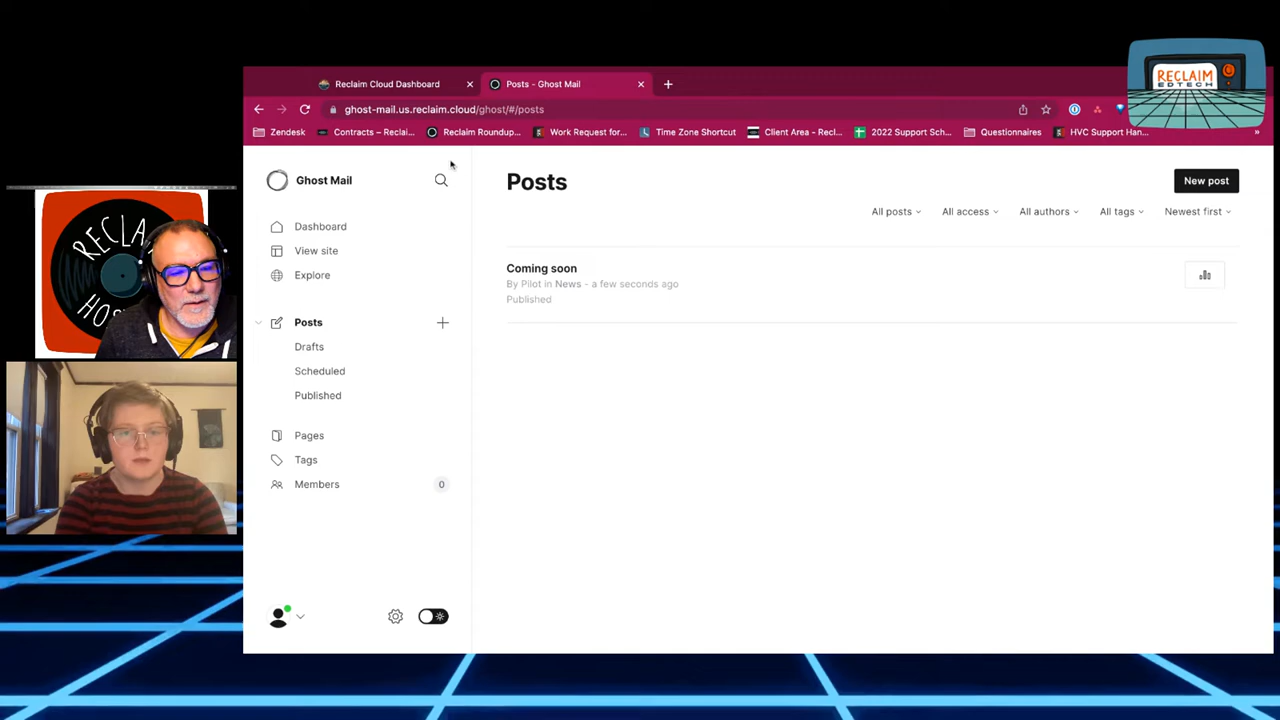 RECLAIM
EDTECH
Reclaim Cloud Dashboard
Posts - Ghost Mail
ghost-mail.us.reclaim.cloud/ghost/#/posts
Zendesk
Contracts – Reclai...
Reclaim Roundup...
Work Request for...
Time Zone Shortcut
Client Area - Recl...
2022 Support Sch...
Questionnaires
HVC Support Han...
Ghost Mail
Dashboard
View site
Explore
Posts
Drafts
Scheduled
Published
Pages
Tags
Members
0
Posts
New post
All posts
All access
All authors
All tags
Newest first
Coming soon
By Pilot in News - a few seconds ago
Published